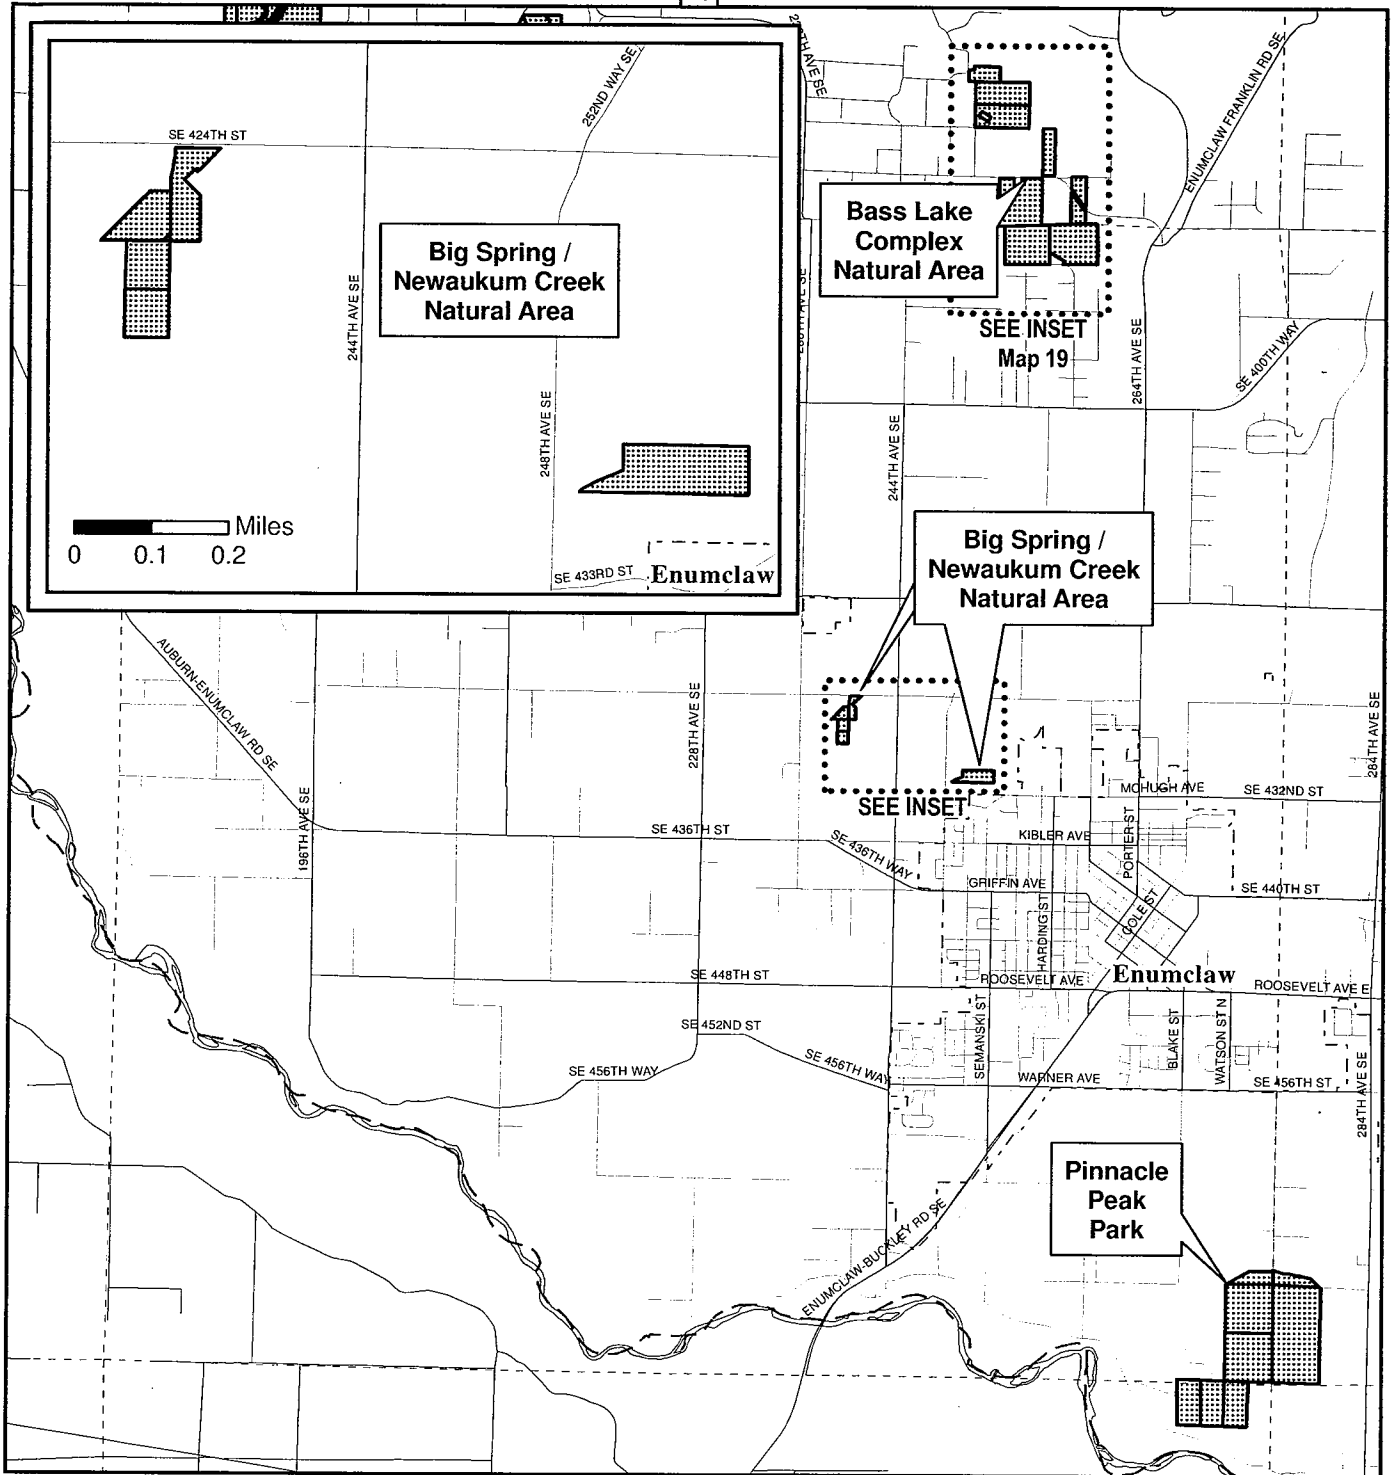 SE 424TH ST
252ND WAY SE
244TH AVE SE
Big Spring /
Newaukum Creek
Natural Area
248TH AVE SE
Miles
0 0.1 0.2
SE 433RD ST
Enumclaw
ENUMCLAW FRANKLIN RD SE
Bass Lake
Complex
Natural Area
SEE INSET
Map 19
264TH AVE SE
SE 400TH WAY
244TH AVE SE
Big Spring /
Newaukum Creek
Natural Area
AUBURN-ENUMCLAW RD SE
228TH AVE SE
284TH AVE SE
SEE INSET
MCHUGH AVE
SE 432ND ST
196TH AVE SE
SE 436TH ST
SE 436TH WAY
KIBLER AVE
PORTER ST
GRIFFIN AVE
SE 440TH ST
HARDING ST
COLE ST
SE 448TH ST
ROOSEVELT AVE
Enumclaw
ROOSEVELT AVE E
SE 452ND ST
SE 456TH WAY
SE 456TH WAY
SEMANSKI ST
WARNER AVE
BLAKE ST
WATSON ST N
SE 456TH ST
284TH AVE SE
Pinnacle
Peak
Park
ENUMCLAW-BUCKLEY RD SE